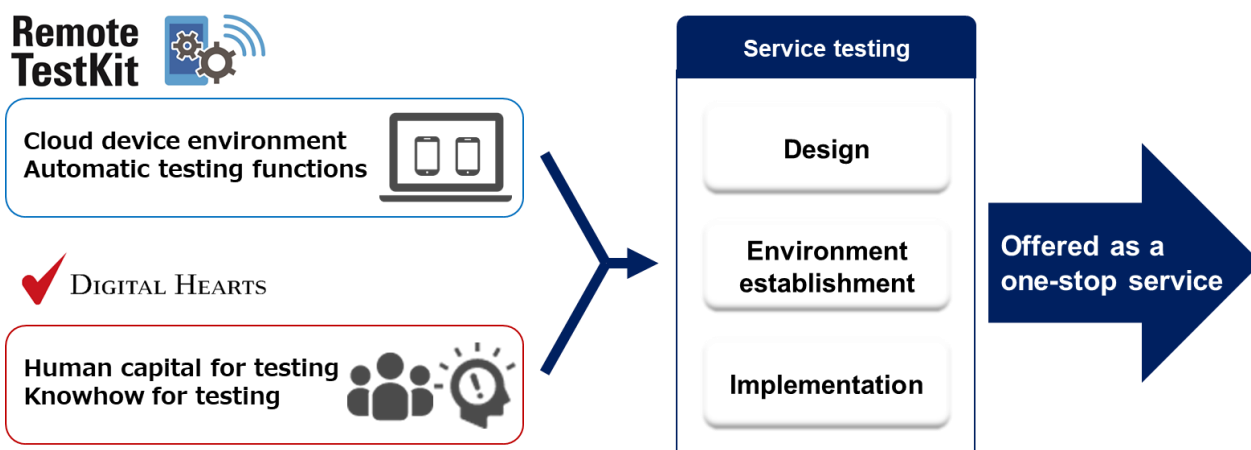 Remote
TestKit
Cloud device environment
Automatic testing functions
DIGITAL HEARTS
Human capital for testing
Knowhow for testing
Service testing
Design
Environment
establishment
Implementation
Offered as a
one-stop service